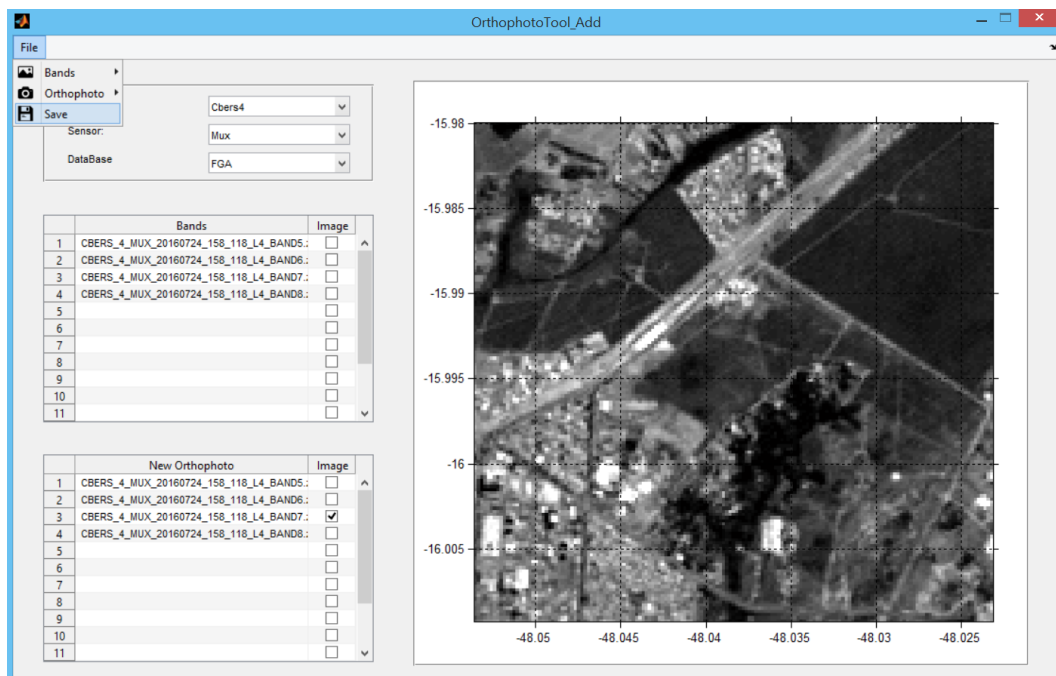 OrthophotoTool_Add
File
Bands
Orthophoto
Save
Cbers4
Sensor:
Mux
DataBase
FGA
Bands Image
1 CBERS_4_MUX_20160724_158_118_L4_BAND5.:
2 CBERS_4_MUX_20160724_158_118_L4_BAND6.:
3 CBERS_4_MUX_20160724_158_118_L4_BAND7.:
4 CBERS_4_MUX_20160724_158_118_L4_BAND8.:
5
6
7
8
9
10
11
New Orthophoto Image
1 CBERS_4_MUX_20160724_158_118_L4_BAND5.:
2 CBERS_4_MUX_20160724_158_118_L4_BAND6.:
3 CBERS_4_MUX_20160724_158_118_L4_BAND7.:
4 CBERS_4_MUX_20160724_158_118_L4_BAND8.:
5
6
7
8
9
10
11
-15.98
-15.985
-15.99
-15.995
-16
-16.005
-48.05 -48.045 -48.04 -48.035 -48.03 -48.025